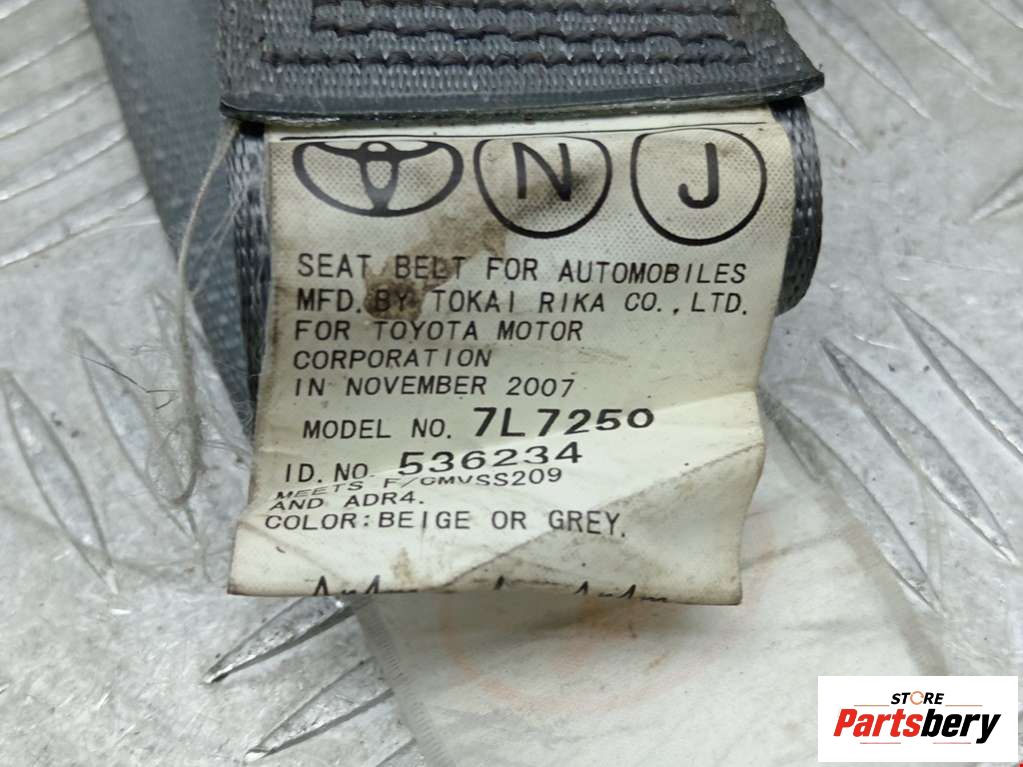 N J
SEAT BELT FOR AUTOMOBILES
MFD. BY TOKAI RIKA CO., LTD.
FOR TOYOTA MOTOR
CORPORATION
IN NOVEMBER 2007
MODEL NO. 7L7250
ID. NO. 536234
MEETS F/CMVSS209
AND ADR4.
COLOR: BEIGE OR GREY.
STORE
Partsbery